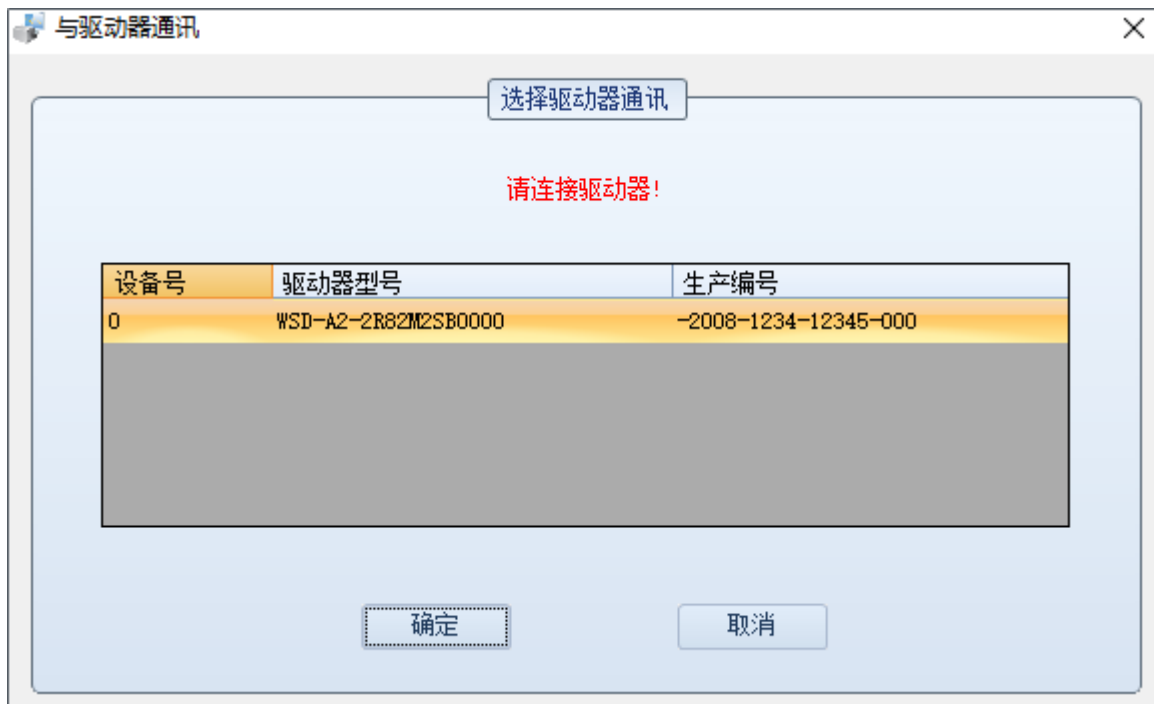 与驱动器通讯
选择驱动器通讯
请连接驱动器!
设备号 驱动器型号 生产编号
0 WSD-A2-2R82M2SB0000 -2008-1234-12345-000
确定 取消